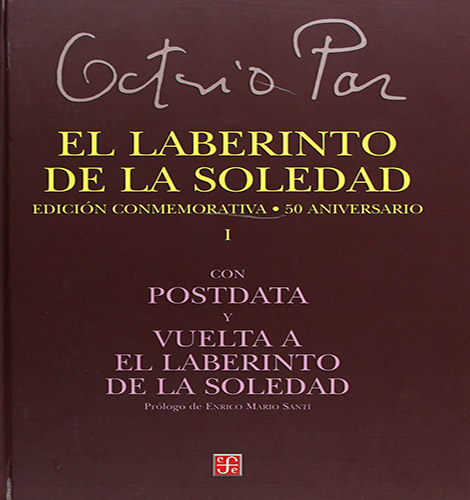 Octavio Paz
EL LABERINTO
DE LA SOLEDAD
EDICIÓN CONMEMORATIVA • 50 ANIVERSARIO
I
CON
POSTDATA
Y
VUELTA A
EL LABERINTO
DE LA SOLEDAD
Prólogo de ENRICO MARIO SANTÍ
fce